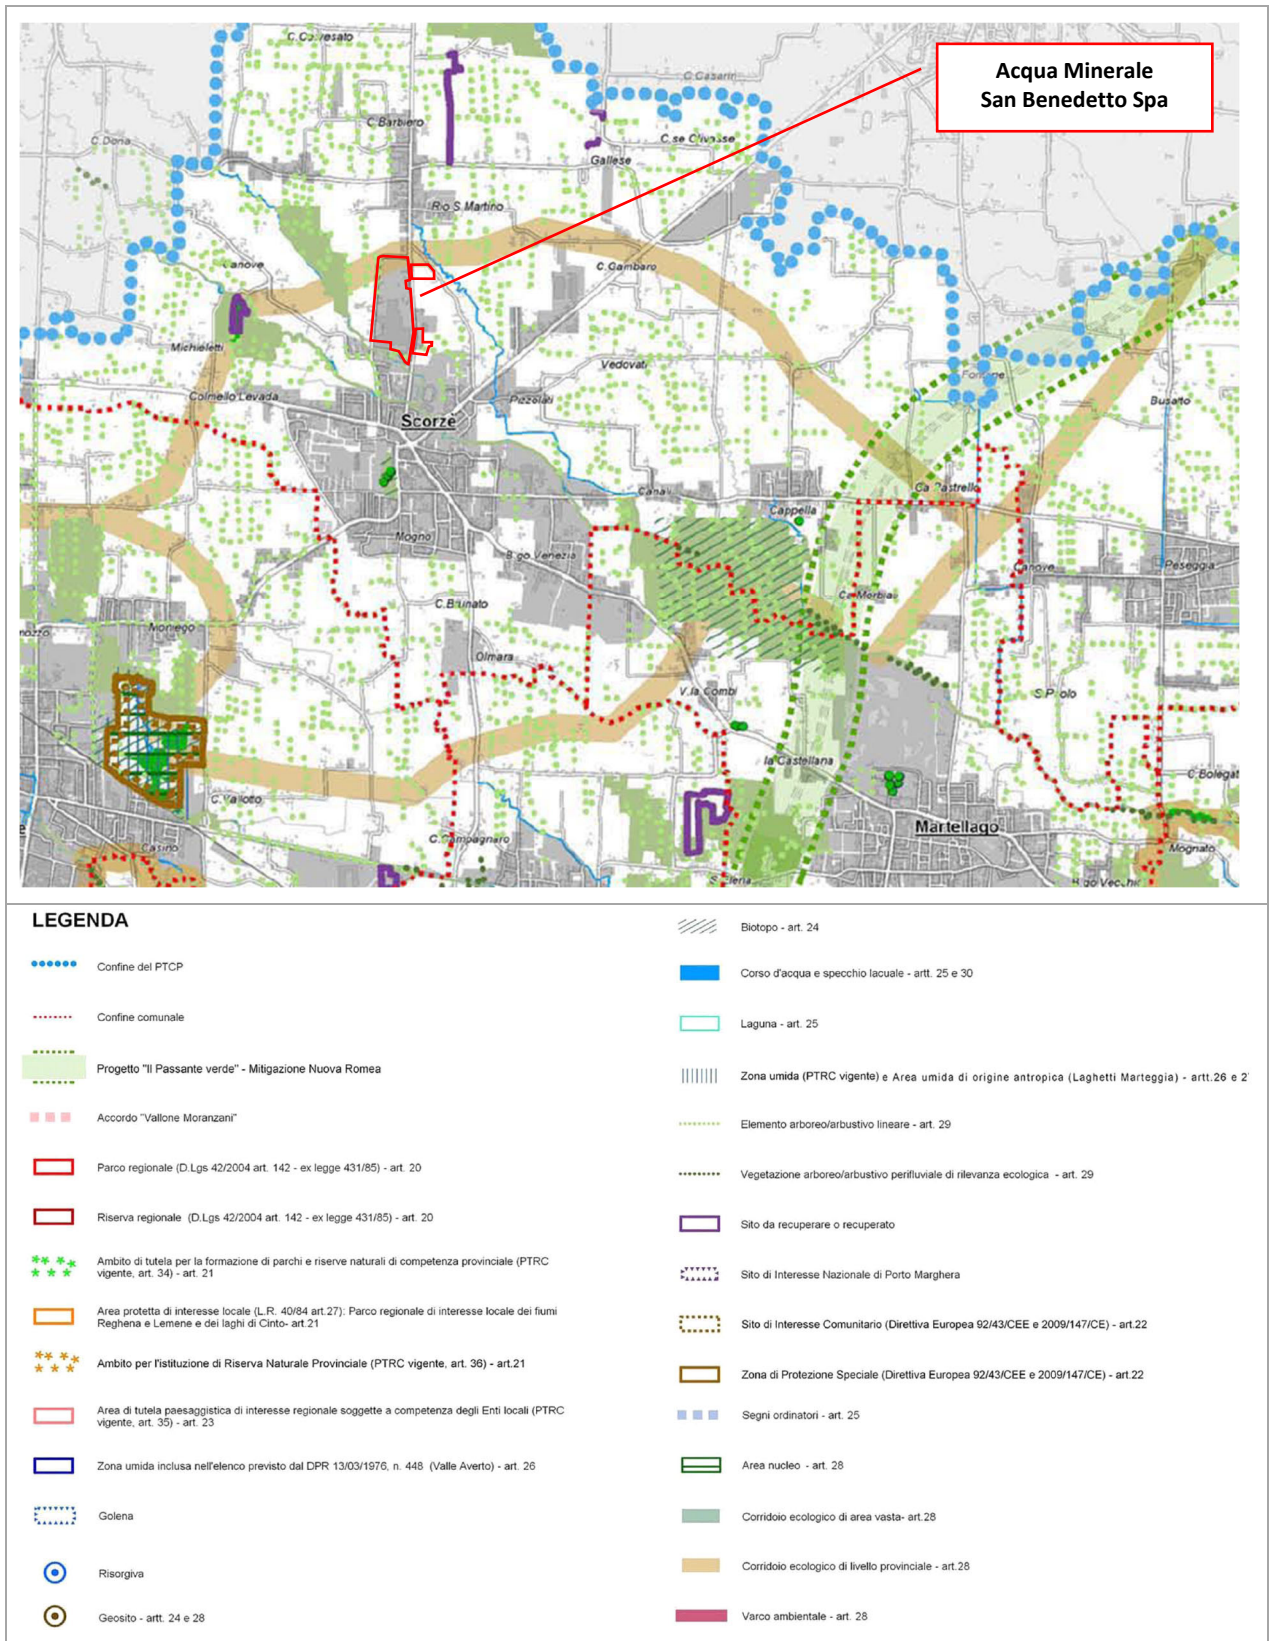 Acqua Minerale
San Benedetto Spa
C.Barbiero
C.Dona
C.Casarin
Gallese
Rio S.Martino
C.Gambaro
Michieletti
Colmello Levada
Vedovati
Scorzè
Pezolati
Busatto
Canali
Cappella
Mogno
B.go Venezia
Canove
Peseggia
C.Brunato
Moniego
Olmara
V.la Combi
la Castellana
Martellago
C.Bolegat
Mognato
Casino
LEGENDA
Confine del PTCP
Confine comunale
Progetto "Il Passante verde" - Mitigazione Nuova Romea
Accordo "Vallone Moranzani"
Parco regionale (D.Lgs 42/2004 art. 142 - ex legge 431/85) - art. 20
Riserva regionale (D.Lgs 42/2004 art. 142 - ex legge 431/85) - art. 20
Ambito di tutela per la formazione di parchi e riserve naturali di competenza provinciale (PTRC
vigente, art. 34) - art. 21
Area protetta di interesse locale (L.R. 40/84 art.27): Parco regionale di interesse locale dei fiumi
Reghena e Lemene e dei laghi di Cinto- art.21
Ambito per l'istituzione di Riserva Naturale Provinciale (PTRC vigente, art. 36) - art.21
Area di tutela paesaggistica di interesse regionale soggette a competenza degli Enti locali (PTRC
vigente, art. 35) - art. 23
Zona umida inclusa nell'elenco previsto dal DPR 13/03/1976, n. 448 (Valle Averto) - art. 26
Golena
Risorgiva
Geosito - artt. 24 e 28
Biotopo - art. 24
Corso d'acqua e specchio lacuale - artt. 25 e 30
Laguna - art. 25
Zona umida (PTRC vigente) e Area umida di origine antropica (Laghetti Marteggia) - artt.26 e 2
Elemento arboreo/arbustivo lineare - art. 29
Vegetazione arboreo/arbustivo perifluviale di rilevanza ecologica - art. 29
Sito da recuperare o recuperato
Sito di Interesse Nazionale di Porto Marghera
Sito di Interesse Comunitario (Direttiva Europea 92/43/CEE e 2009/147/CE) - art.22
Zona di Protezione Speciale (Direttiva Europea 92/43/CEE e 2009/147/CE) - art.22
Segni ordinatori - art. 25
Area nucleo - art. 28
Corridoio ecologico di area vasta- art.28
Corridoio ecologico di livello provinciale - art.28
Varco ambientale - art. 28